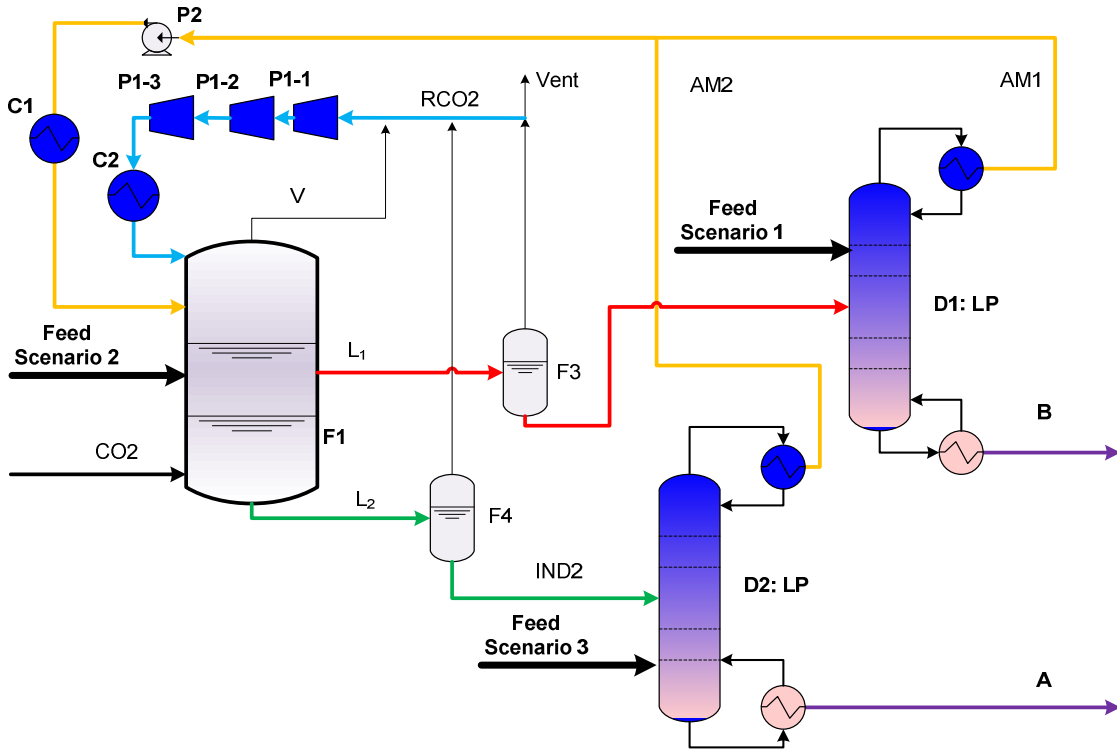 P2
P1-3
P1-2
P1-1
Vent
RCO2
AM2
AM1
C1
C2
V
Feed
Scenario 1
D1: LP
Feed
Scenario 2
L₁
F3
F1
B
CO2
L₂
F4
IND2
D2: LP
Feed
Scenario 3
A